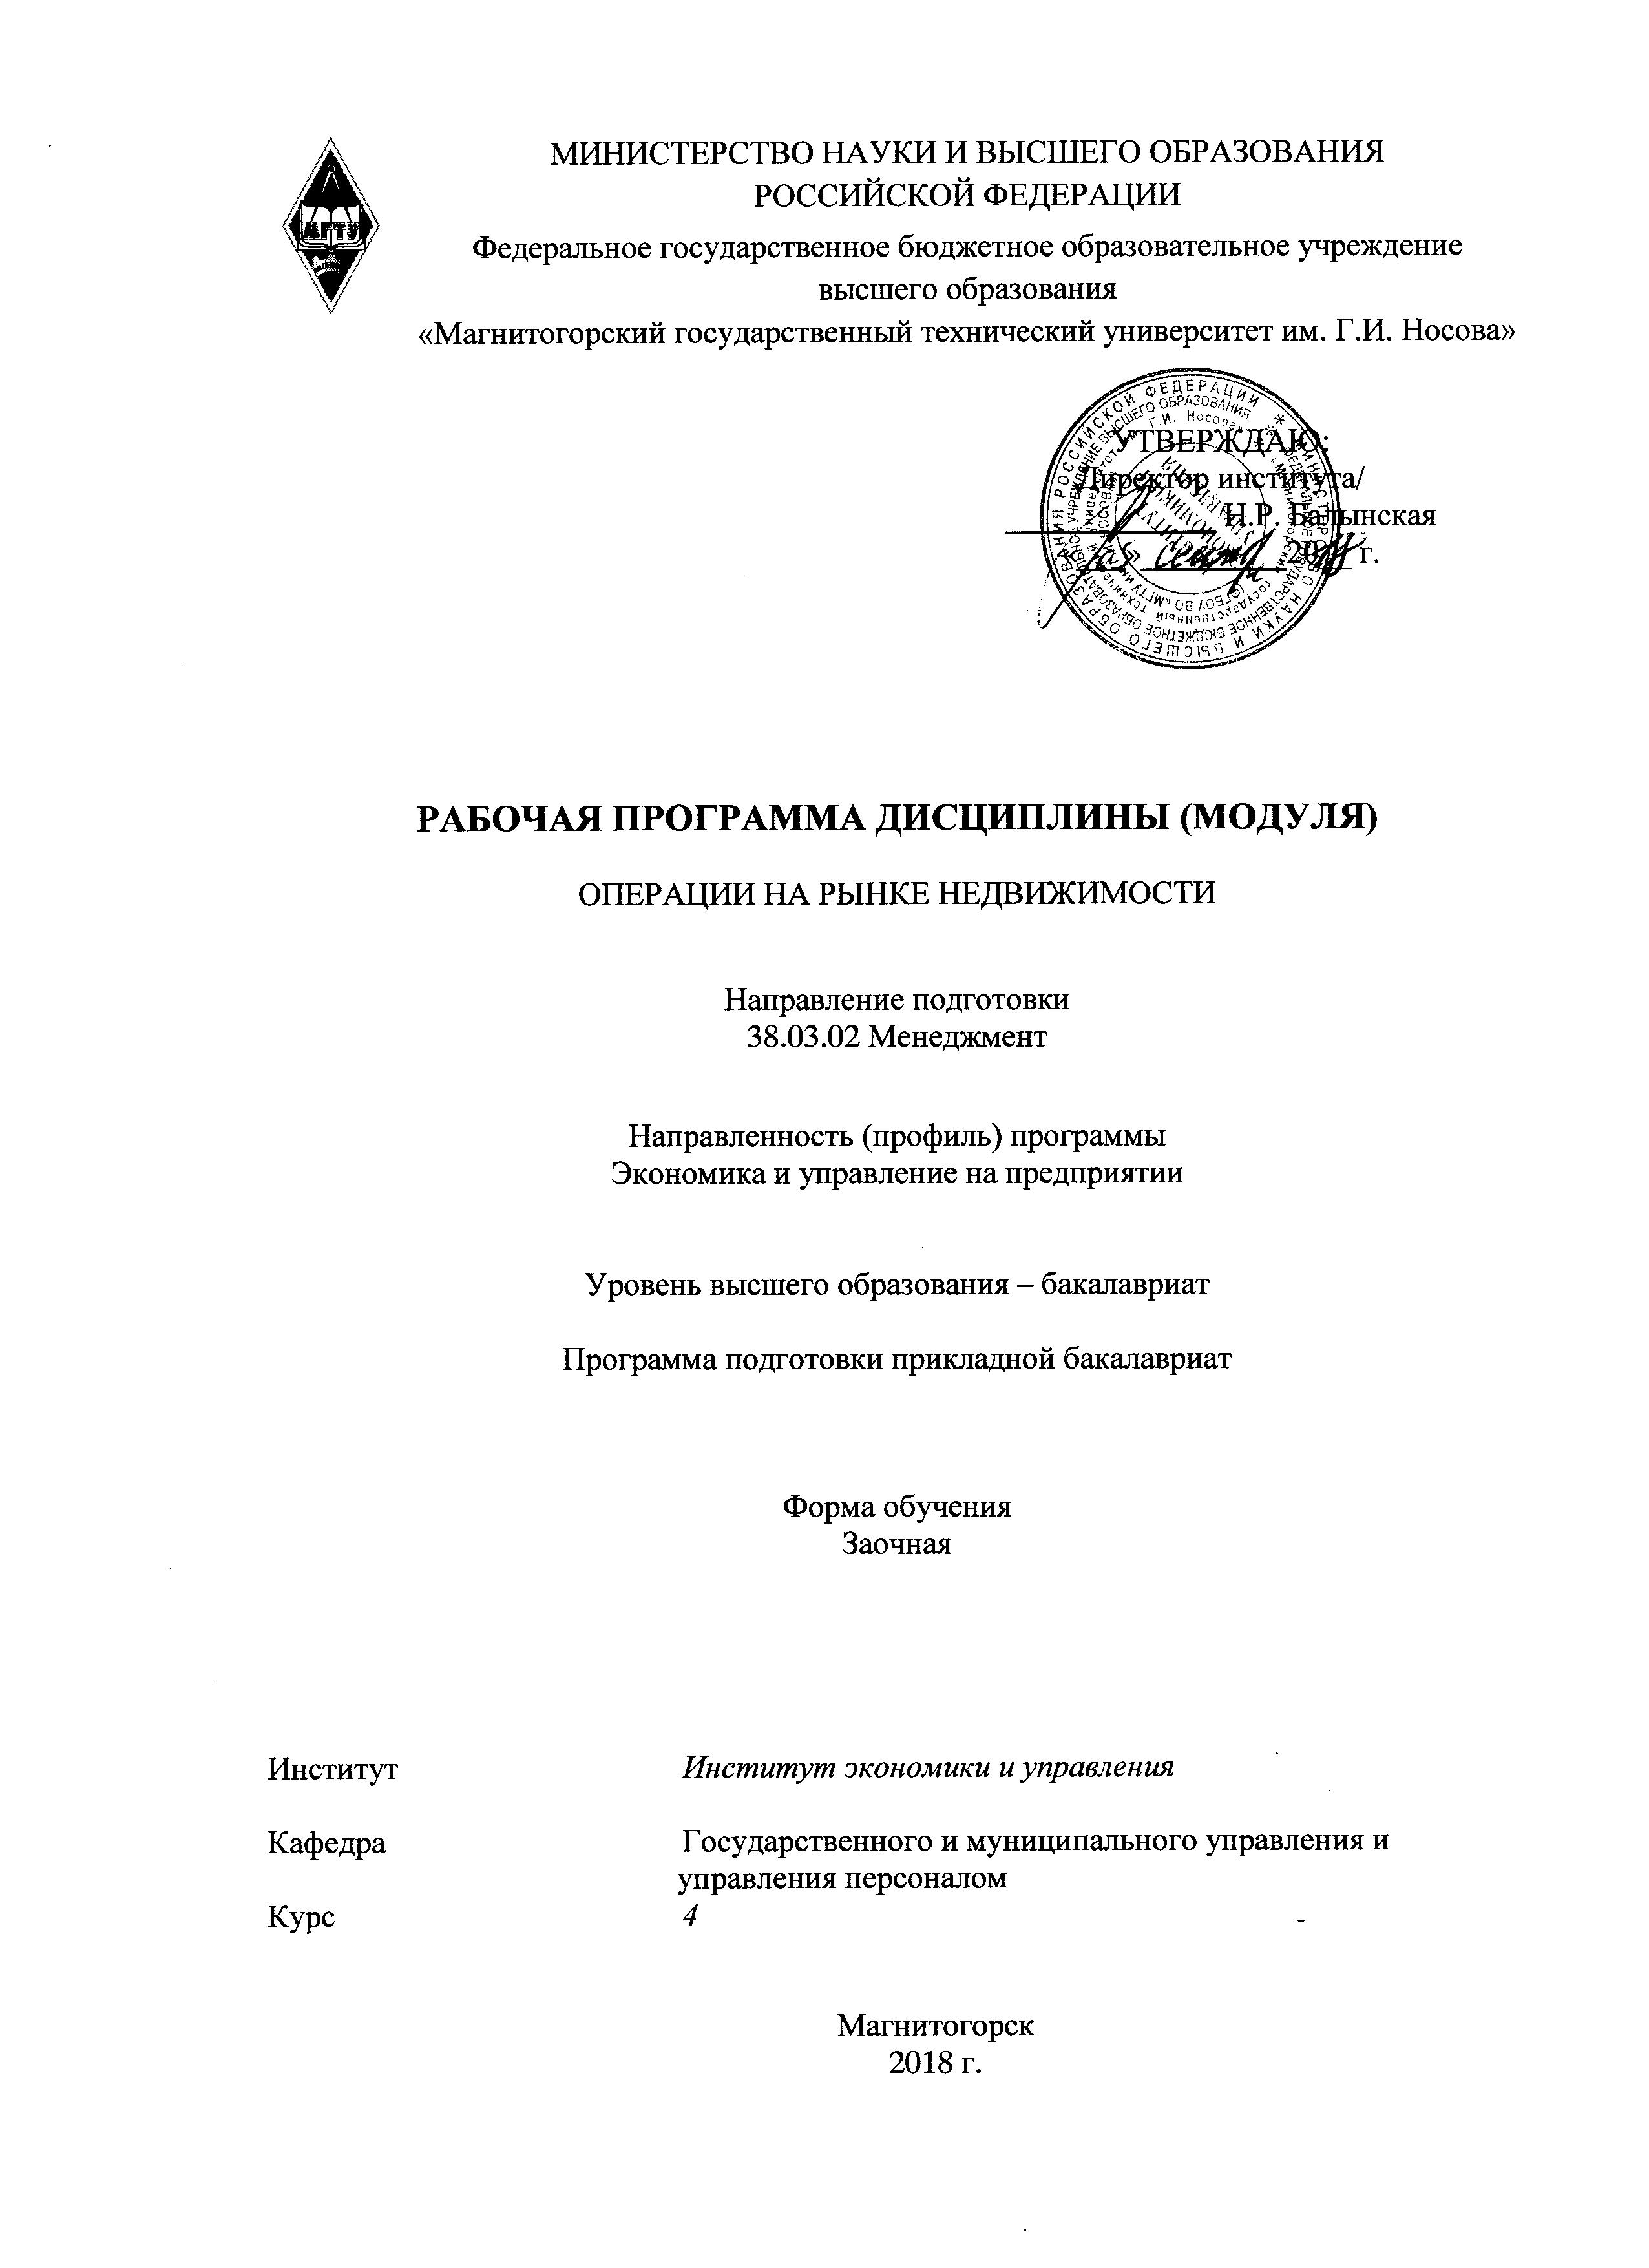 МИНИСТЕРСТВО НАУКИ И ВЫСШЕГО ОБРАЗОВАНИЯ
РОССИЙСКОЙ ФЕДЕРАЦИИ
Федеральное государственное бюджетное образовательное учреждение
высшего образования
«Магнитогорский государственный технический университет им. Г.И. Носова»
МГТУ
УТВЕРЖДАЮ:
Директор института/
Н.Р. Балынская
2018 г.
РАБОЧАЯ ПРОГРАММА ДИСЦИПЛИНЫ (МОДУЛЯ)
ОПЕРАЦИИ НА РЫНКЕ НЕДВИЖИМОСТИ
Направление подготовки
38.03.02 Менеджмент
Направленность (профиль) программы
Экономика и управление на предприятии
Уровень высшего образования – бакалавриат
Программа подготовки прикладной бакалавриат
Форма обучения
Заочная
Институт Институт экономики и управления
Кафедра Государственного и муниципального управления и
управления персоналом
Курс 4
Магнитогорск
2018 г.